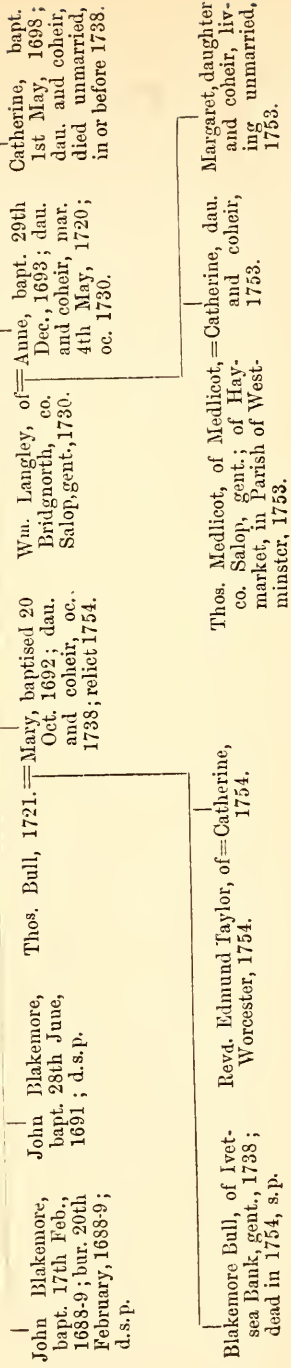 John Blakemore,
bapt. 17th Feb.,
1688-9; bur. 20th
February, 1688-9;
d.s.p.
John Blakemore,
bapt. 28th June,
1691; d.s.p.
Thos. Bull, 1721.=Mary, baptised 20
Oct. 1692; dau.
and coheir, oc.
1738; relict 1754.
Wm. Langley, of=Anne, bapt. 29th
Bridgnorth, co.
Salop, gent., 1730.
Dec., 1693; dau.
and coheir, mar.
4th May, 1720;
oc. 1730.
Catherine, bapt.
1st May, 1698;
dau. and coheir,
died unmarried,
in or before 1738.
Blakemore Bull, of Ivet-
sea Bank, gent., 1738;
dead in 1754, s.p.
Revd. Edmund Taylor, of=Catherine,
Worcester, 1754.
1754.
Thos. Medlicot, of Medlicot,=Catherine, dau.
co. Salop, gent.; of Hay-
market, in Parish of West-
minster, 1753.
and coheir,
1753.
Margaret, daughter
and coheir, liv-
ing unmarried,
1753.